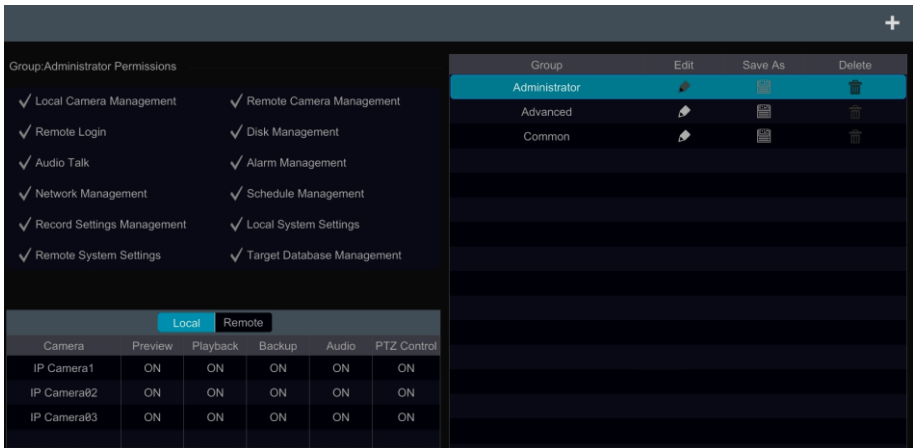 +
Group:Administrator Permissions
Local Camera Management Remote Camera Management
Remote Login Disk Management
Audio Talk Alarm Management
Network Management Schedule Management
Record Settings Management Local System Settings
Remote System Settings Target Database Management
Local Remote
Camera Preview Playback Backup Audio PTZ Control
IP Camera1 ON ON ON ON ON
IP Camera02 ON ON ON ON ON
IP Camera03 ON ON ON ON ON
Group Edit Save As Delete
Administrator
Advanced
Common